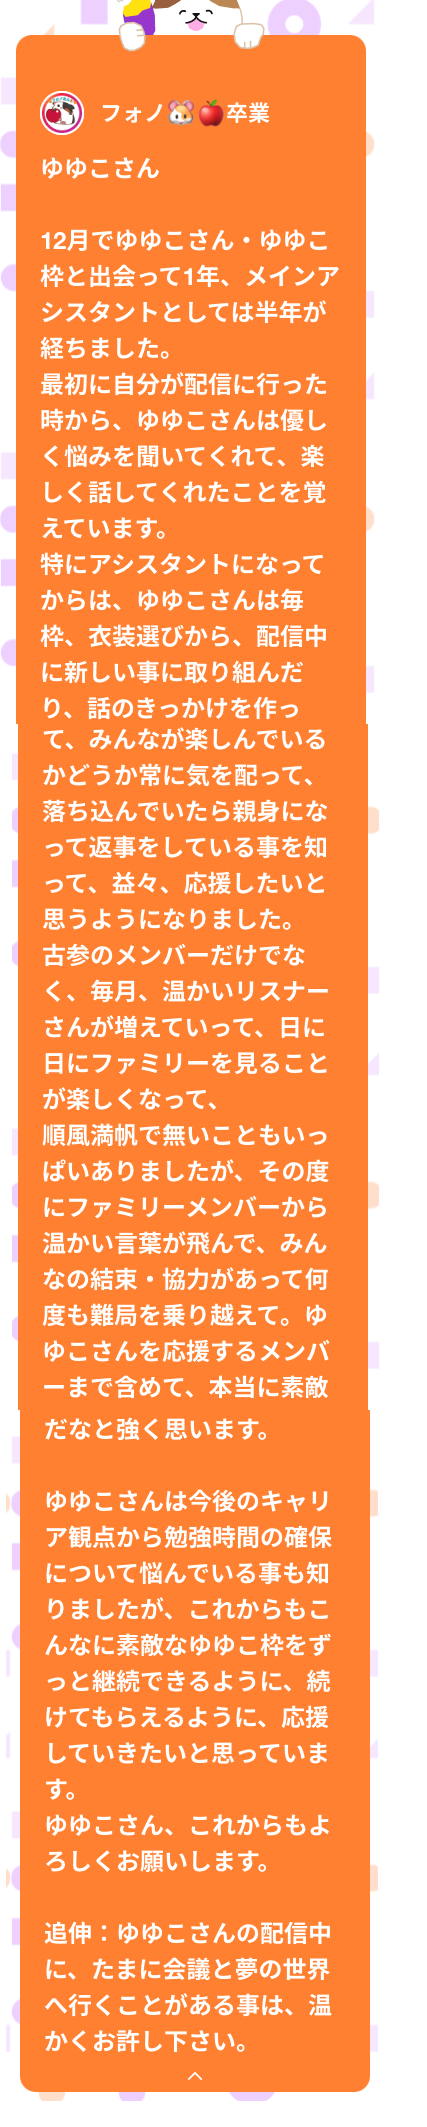 フォノ🐹🍎卒業
ゆゆこさん
12月でゆゆこさん・ゆゆこ
枠と出会って1年、メインア
シスタントとしては半年が
経ちました。
最初に自分が配信に行った
時から、ゆゆこさんは優し
く悩みを聞いてくれて、楽
しく話してくれたことを覚
えています。
特にアシスタントになって
からは、ゆゆこさんは毎
枠、衣装選びから、配信中
に新しい事に取り組んだ
り、話のきっかけを作っ
て、みんなが楽しんでいる
かどうか常に気を配って、
落ち込んでいたら親身にな
って返事をしている事を知
って、益々、応援したいと
思うようになりました。
古参のメンバーだけでな
く、毎月、温かいリスナー
さんが増えていって、日に
日にファミリーを見ること
が楽しくなって、
順風満帆で無いこともいっ
ぱいありましたが、その度
にファミリーメンバーから
温かい言葉が飛んで、みん
なの結束・協力があって何
度も難局を乗り越えて。ゆ
ゆこさんを応援するメンバ
ーまで含めて、本当に素敵
だなと強く思います。
ゆゆこさんは今後のキャリ
ア観点から勉強時間の確保
について悩んでいる事も知
りましたが、これからもこ
んなに素敵なゆゆこ枠をず
っと継続できるように、続
けてもらえるように、応援
していきたいと思っていま
す。
ゆゆこさん、これからもよ
ろしくお願いします。
追伸：ゆゆこさんの配信中
に、たまに会議と夢の世界
へ行くことがある事は、温
かくお許し下さい。